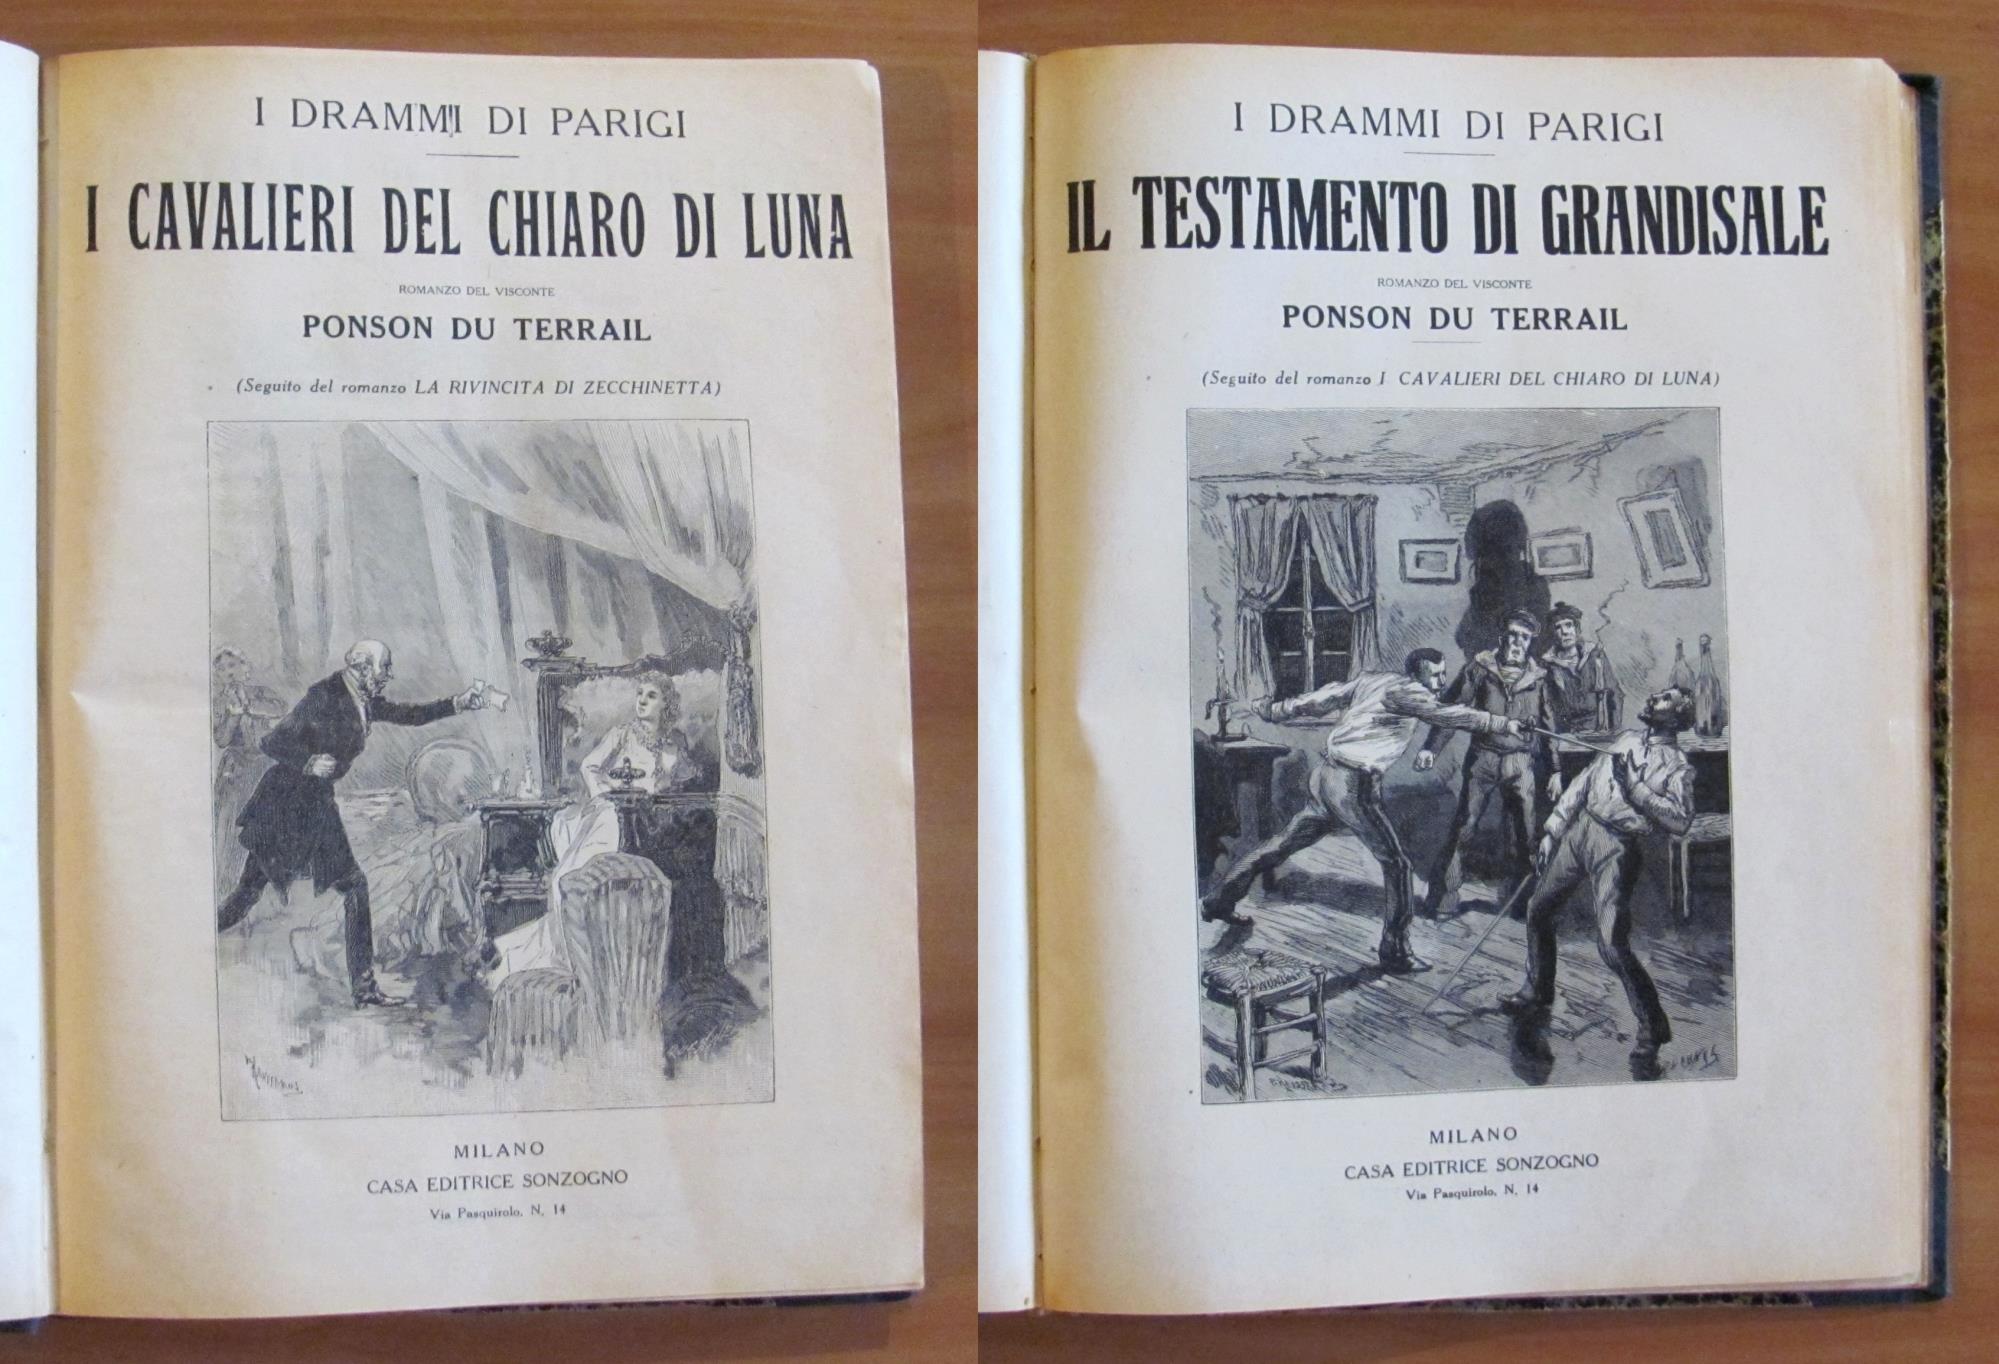 I DRAMMI DI PARIGI
I CAVALIERI DEL CHIARO DI LUNA
ROMANZO DEL VISCONTE
PONSON DU TERRAIL
(Seguito del romanzo LA RIVINCITA DI ZECCHINETTA)
MILANO
CASA EDITRICE SONZOGNO
Via Pasquirolo, N. 14
I DRAMMI DI PARIGI
IL TESTAMENTO DI GRANDISALE
ROMANZO DEL VISCONTE
PONSON DU TERRAIL
(Seguito del romanzo I CAVALIERI DEL CHIARO DI LUNA)
MILANO
CASA EDITRICE SONZOGNO
Via Pasquirolo, N. 14